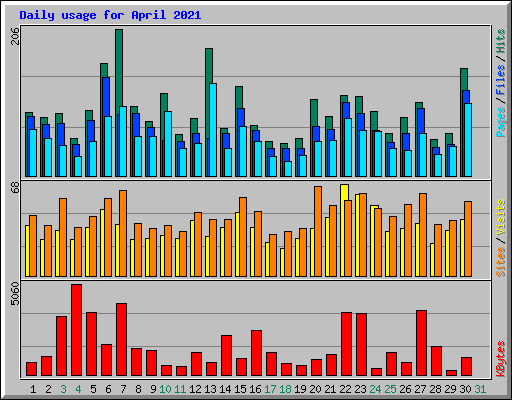 Daily usage for April 2021
206
Pages / Files / Hits
68
Sites / Visits
5060
KBytes
1 2 3 4 5 6 7 8 9 10 11 12 13 14 15 16 17 18 19 20 21 22 23 24 25 26 27 28 29 30 31